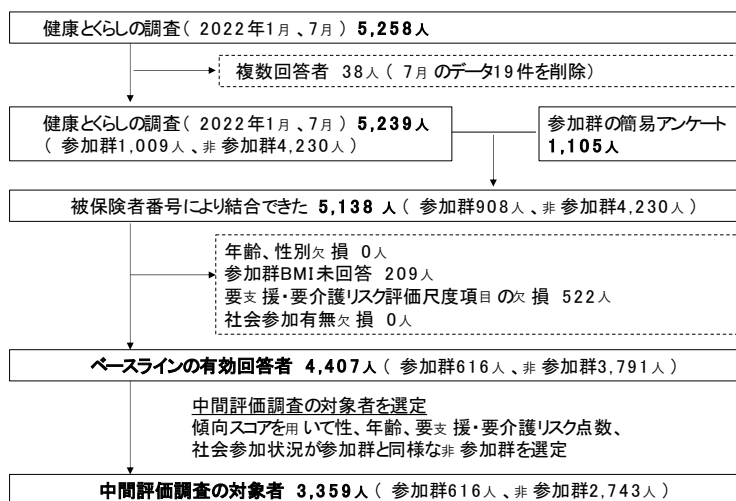 健康とくらしの調査( 2022年1月、7月) 5,258人
複数回答者 38人( 7月のデータ19件を削除)
健康とくらしの調査( 2022年1月、7月) 5,239人
( 参加群1,009人、非参加群4,230人)
参加群の簡易アンケート
1,105人
被保険者番号により結合できた 5,138 人( 参加群908人、非参加群4,230人)
年齢、性別欠損 0人
参加群BMI未回答 209人
要支援・要介護リスク評価尺度項目の欠損 522人
社会参加有無欠損 0人
ベースラインの有効回答者 4,407人( 参加群616人、非参加群3,791人)
中間評価調査の対象者を選定
傾向スコアを用いて性、年齢、要支援・要介護リスク点数、
社会参加状況が参加群と同様な非参加群を選定
中間評価調査の対象者 3,359人( 参加群616人、非参加群2,743人)